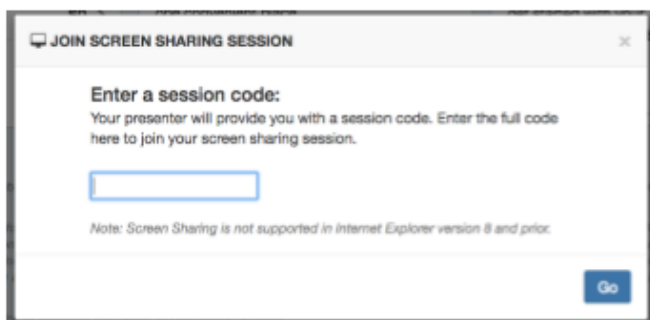 JOIN SCREEN SHARING SESSION
×
Enter a session code:
Your presenter will provide you with a session code. Enter the full code
here to join your screen sharing session.
Note: Screen Sharing is not supported in Internet Explorer version 8 and prior.
Go